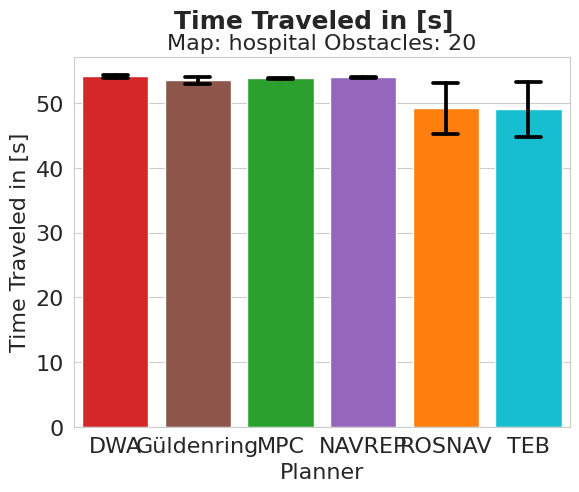 Time Traveled in [s]
Map: hospital Obstacles: 20
Time Traveled in [s]
50
40
30
20
10
0
DWA Güldenring MPC NAVREP ROSNAV TEB
Planner